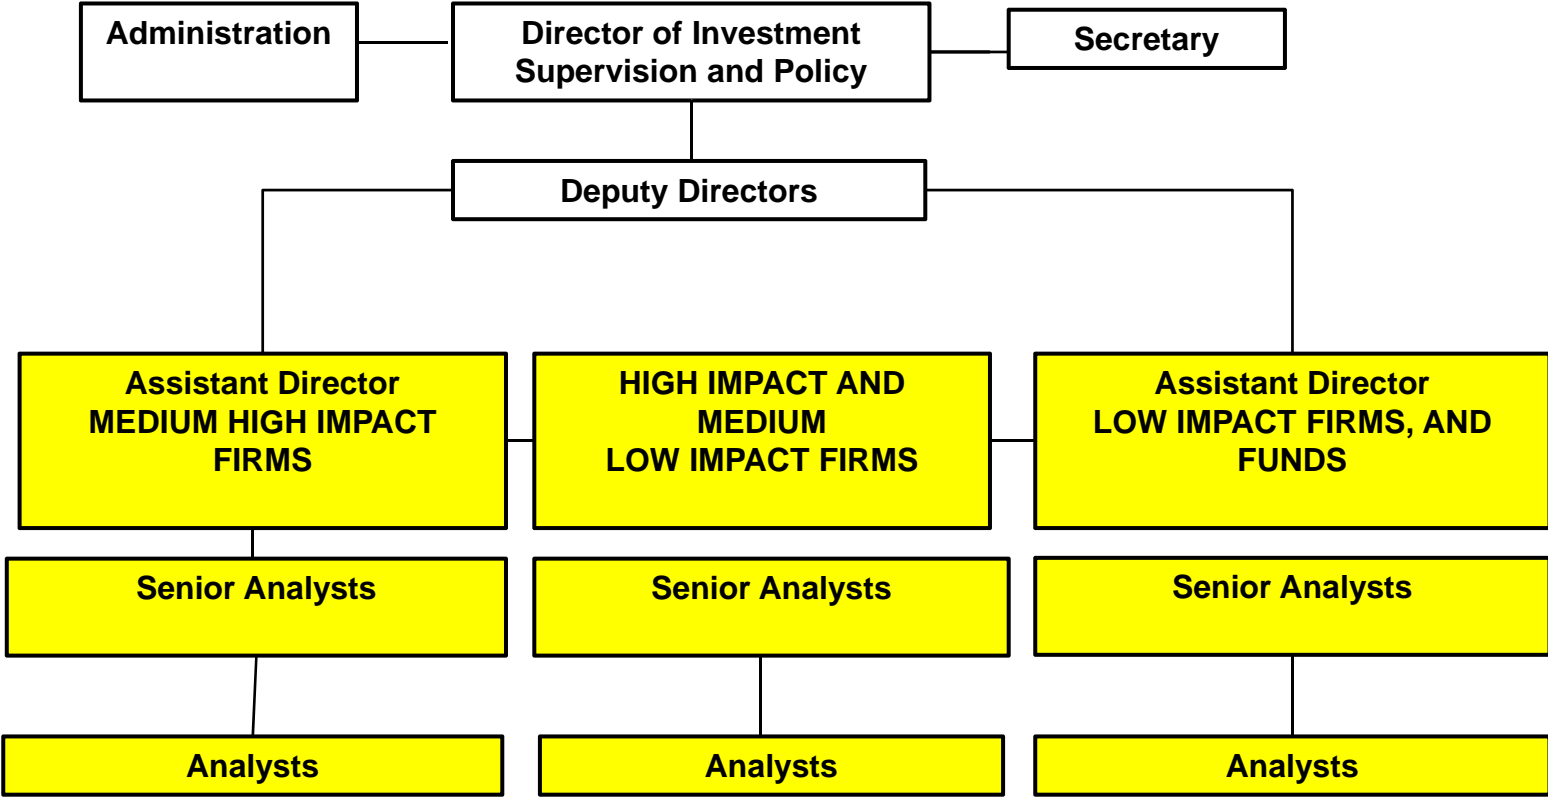 Administration
Director of Investment
Supervision and Policy
Secretary
Deputy Directors
Assistant Director
MEDIUM HIGH IMPACT
FIRMS
HIGH IMPACT AND
MEDIUM
LOW IMPACT FIRMS
Assistant Director
LOW IMPACT FIRMS, AND
FUNDS
Senior Analysts
Senior Analysts
Senior Analysts
Analysts
Analysts
Analysts